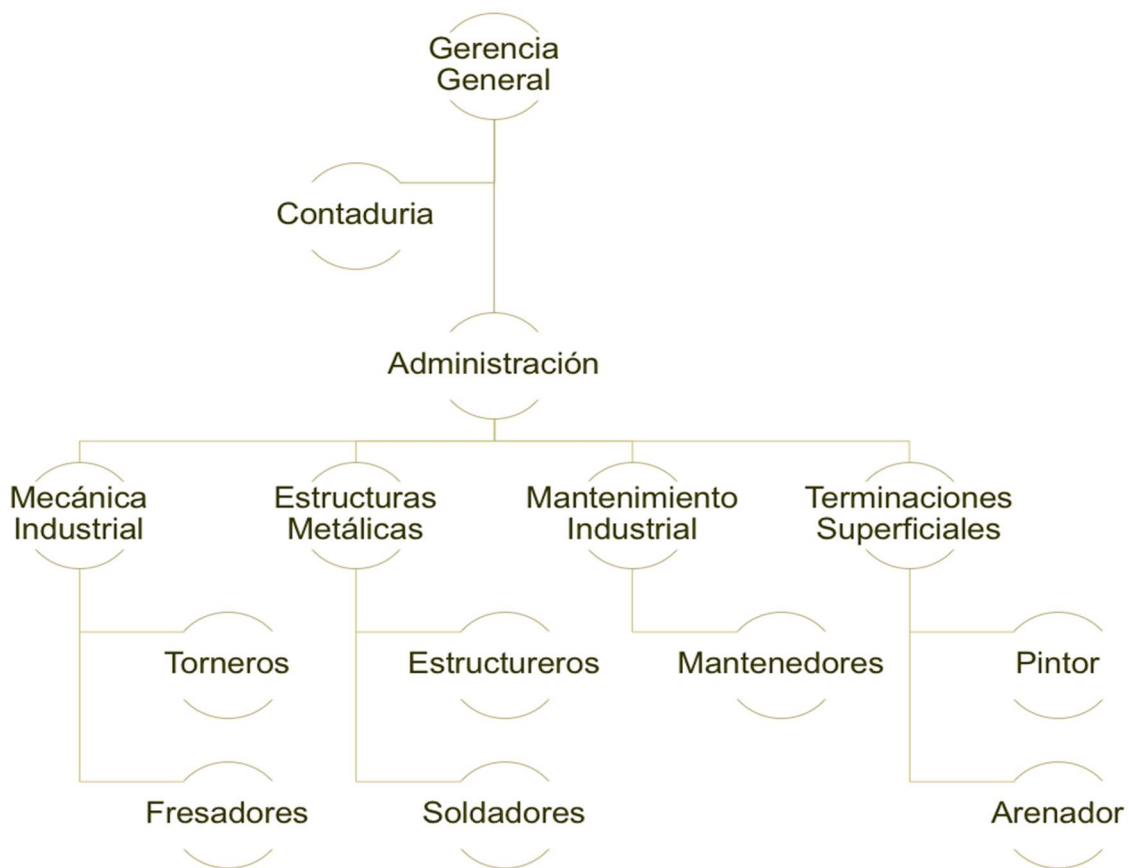 Gerencia
General
Contaduria
Administración
Mecánica
Industrial
Estructuras
Metálicas
Mantenimiento
Industrial
Terminaciones
Superficiales
Torneros
Estructureros
Mantenedores
Pintor
Fresadores
Soldadores
Arenador